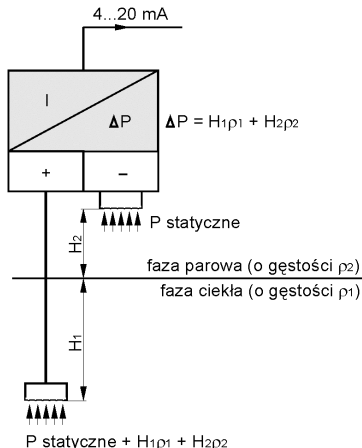 4...20 mA
I
ΔP
ΔP = H1ρ1 + H2ρ2
+
−
P statyczne
H2
faza parowa (o gęstości ρ2)
faza ciekła (o gęstości ρ1)
H1
P statyczne + H1ρ1 + H2ρ2